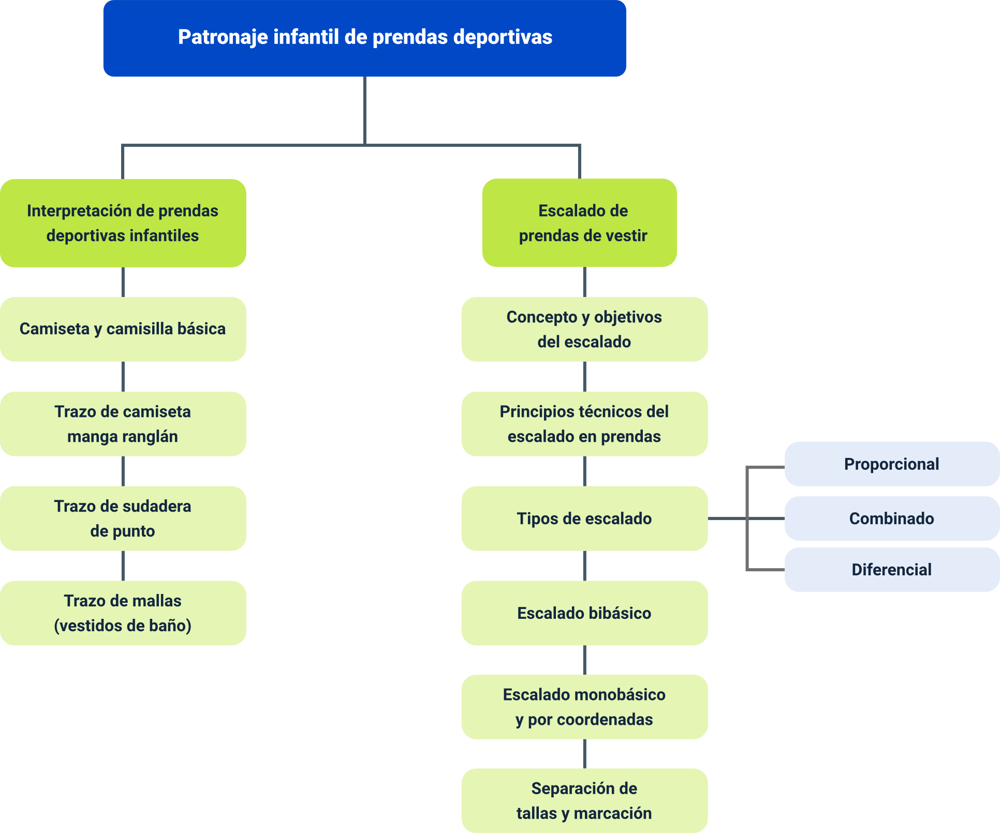 Patronaje infantil de prendas deportivas
Interpretación de prendas
deportivas infantiles
Camiseta y camisilla básica
Trazo de camiseta
manga ranglán
Trazo de sudadera
de punto
Trazo de mallas
(vestidos de baño)
Escalado de
prendas de vestir
Concepto y objetivos
del escalado
Principios técnicos del
escalado en prendas
Tipos de escalado
Proporcional
Combinado
Diferencial
Escalado bibásico
Escalado monobásico
y por coordenadas
Separación de
tallas y marcación